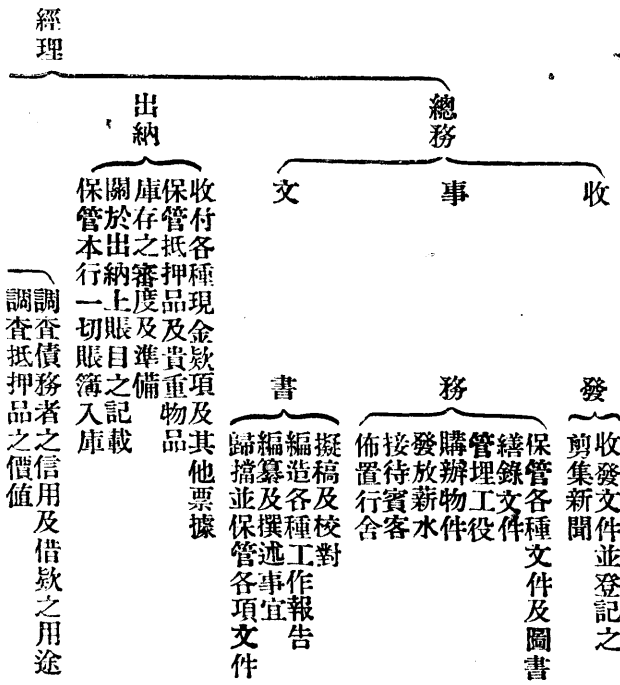 經理
總務
收發
收發文件並登記之
剪集新聞
事務
保管各種文件及圖書
繕錄文件
管理工役
購辦物件
發放薪水
接待賓客
佈置行舍
文書
擬稿及校對
編造各種工作報告
編纂及撰述事宜
歸擋並保管各項文件
出納
收付各種現金欵項及其他票據
保管抵押品及貴重物品
庫存之審度及準備
關於出納上賬目之記載
保管本行一切賬簿入庫
調查債務者之信用及借欵之用途
調查抵押品之價值